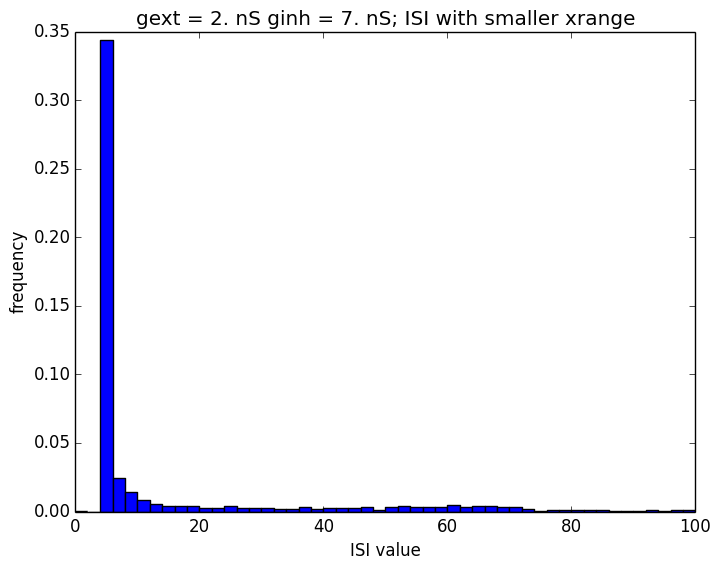 gext = 2. nS ginh = 7. nS; ISI with smaller xrange
0.35
0.30
0.25
0.20
0.15
0.10
0.05
0.00
frequency
0 20 40 60 80 100
ISI value